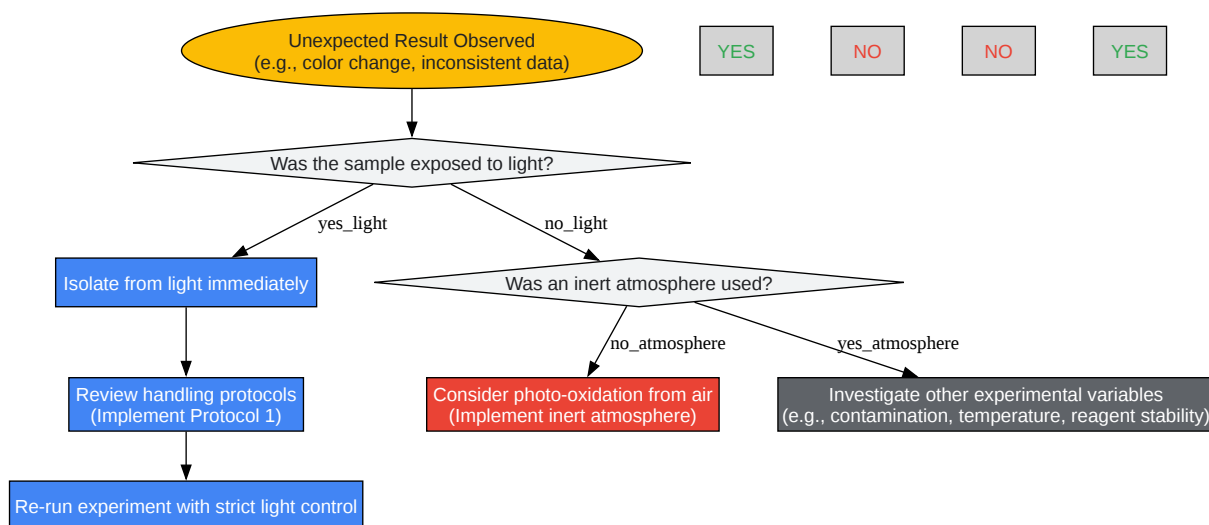 Unexpected Result Observed
(e.g., color change, inconsistent data)
YES
NO
NO
YES
Was the sample exposed to light?
yes_light
no_light
Isolate from light immediately
Was an inert atmosphere used?
no_atmosphere
yes_atmosphere
Review handling protocols
(Implement Protocol 1)
Consider photo-oxidation from air
(Implement inert atmosphere)
Investigate other experimental variables
(e.g., contamination, temperature, reagent stability)
Re-run experiment with strict light control